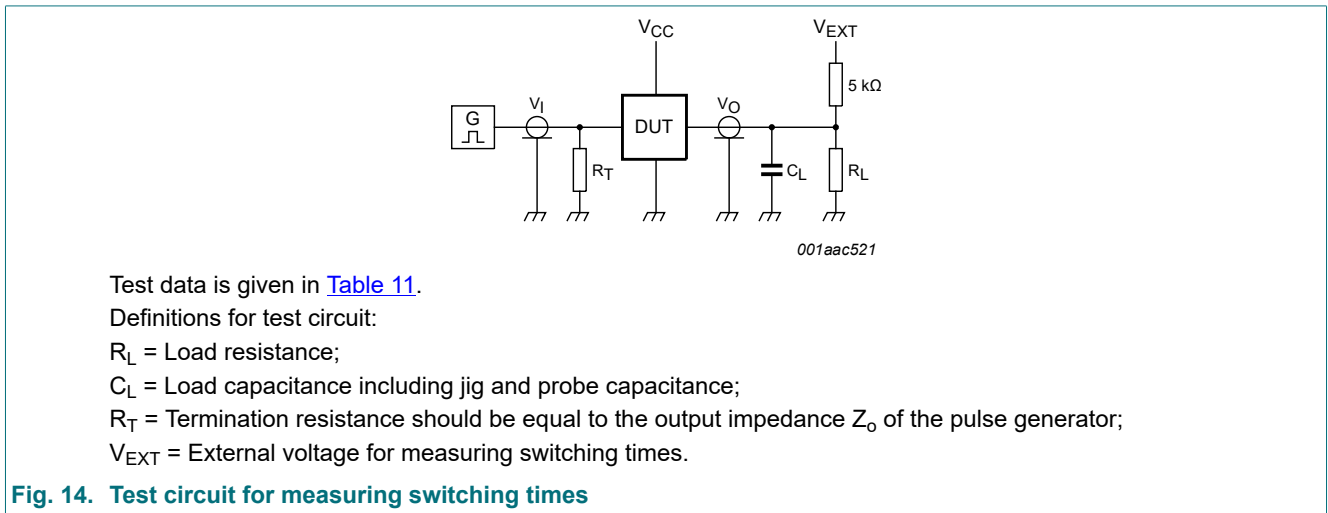 VCC
VEXT
5 kΩ
G
VI
DUT
VO
RT
CL
RL
001aac521
Test data is given in Table 11.
Definitions for test circuit:
RL = Load resistance;
CL = Load capacitance including jig and probe capacitance;
RT = Termination resistance should be equal to the output impedance Zo of the pulse generator;
VEXT = External voltage for measuring switching times.
Fig. 14. Test circuit for measuring switching times